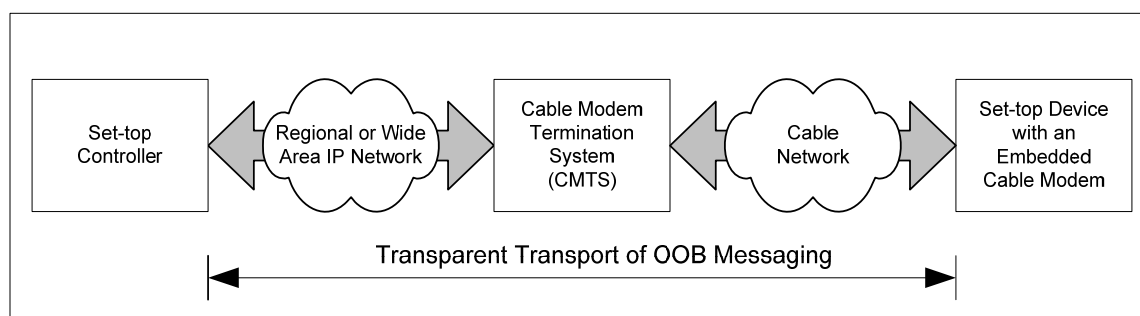 Set-top
Controller
Regional or Wide
Area IP Network
Cable Modem
Termination
System
(CMTS)
Cable
Network
Set-top Device
with an
Embedded
Cable Modem
Transparent Transport of OOB Messaging